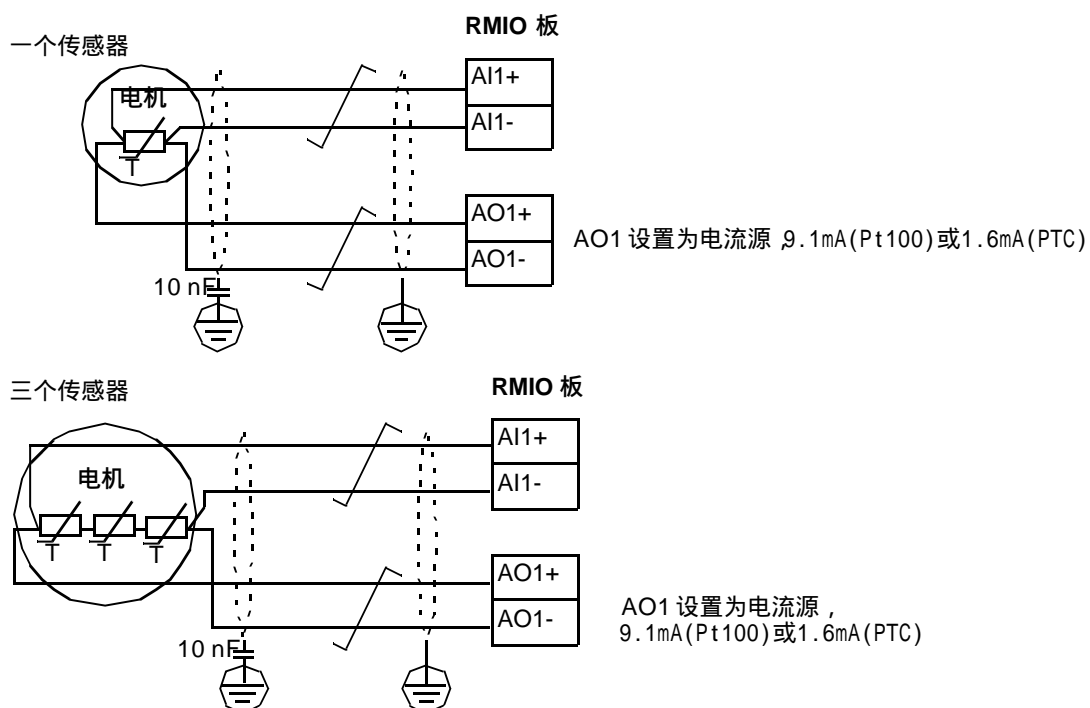 RMIO 板
一个传感器
电机
T
AI1+
AI1-
AO1+
AO1-
10 nF
AO1 设置为电流源,9.1mA(Pt100)或1.6mA(PTC)
三个传感器
RMIO 板
电机
T T T
AI1+
AI1-
AO1+
AO1-
10 nF
AO1 设置为电流源,
9.1mA(Pt100)或1.6mA(PTC)